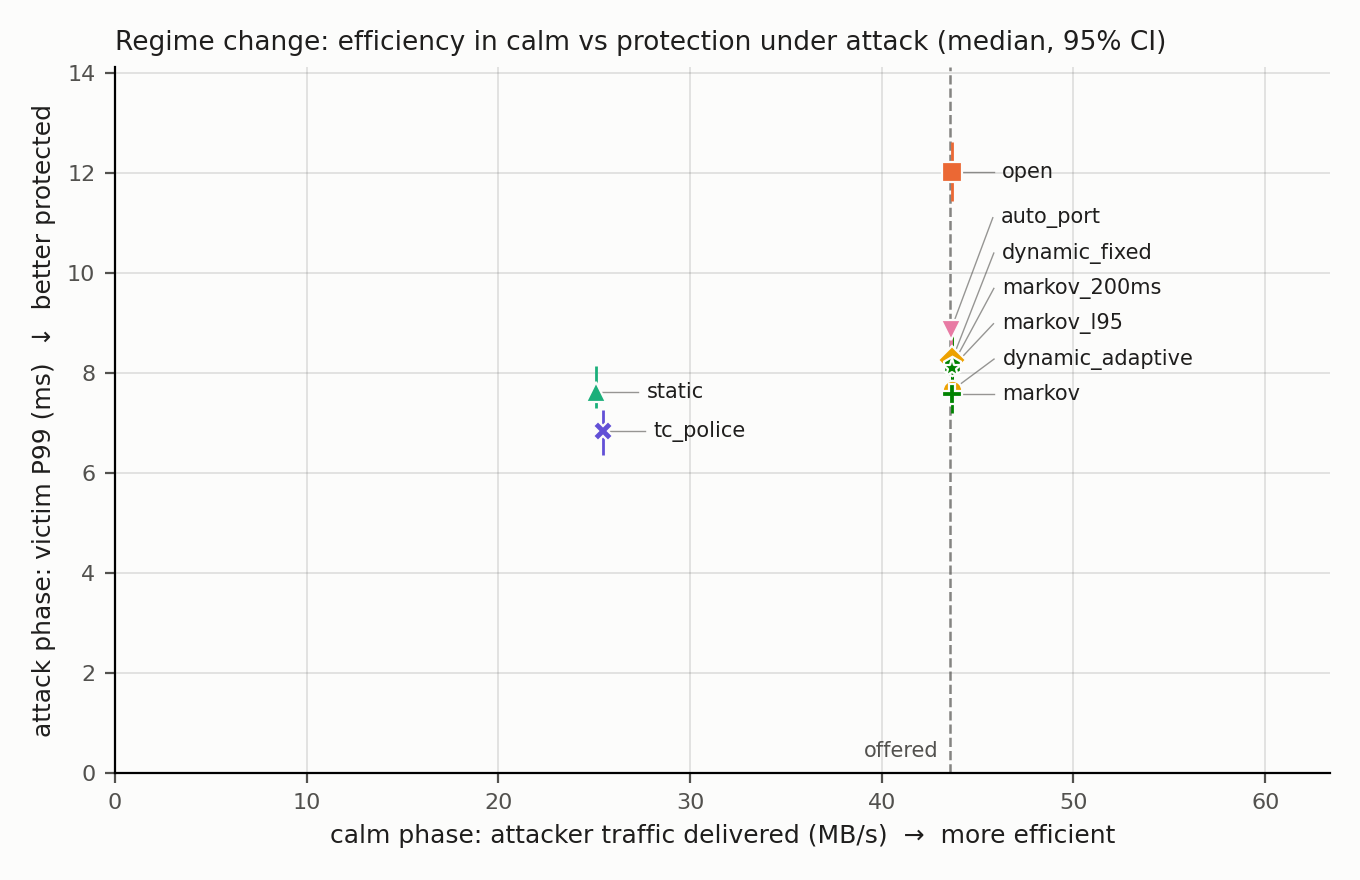 Regime change: efficiency in calm vs protection under attack (median, 95% CI)
attack phase: victim P99 (ms) ↓ better protected
14
12
10
8
6
4
2
0
open
auto_port
dynamic_fixed
markov_200ms
markov_l95
dynamic_adaptive
markov
static
tc_police
offered
0 10 20 30 40 50 60
calm phase: attacker traffic delivered (MB/s) → more efficient